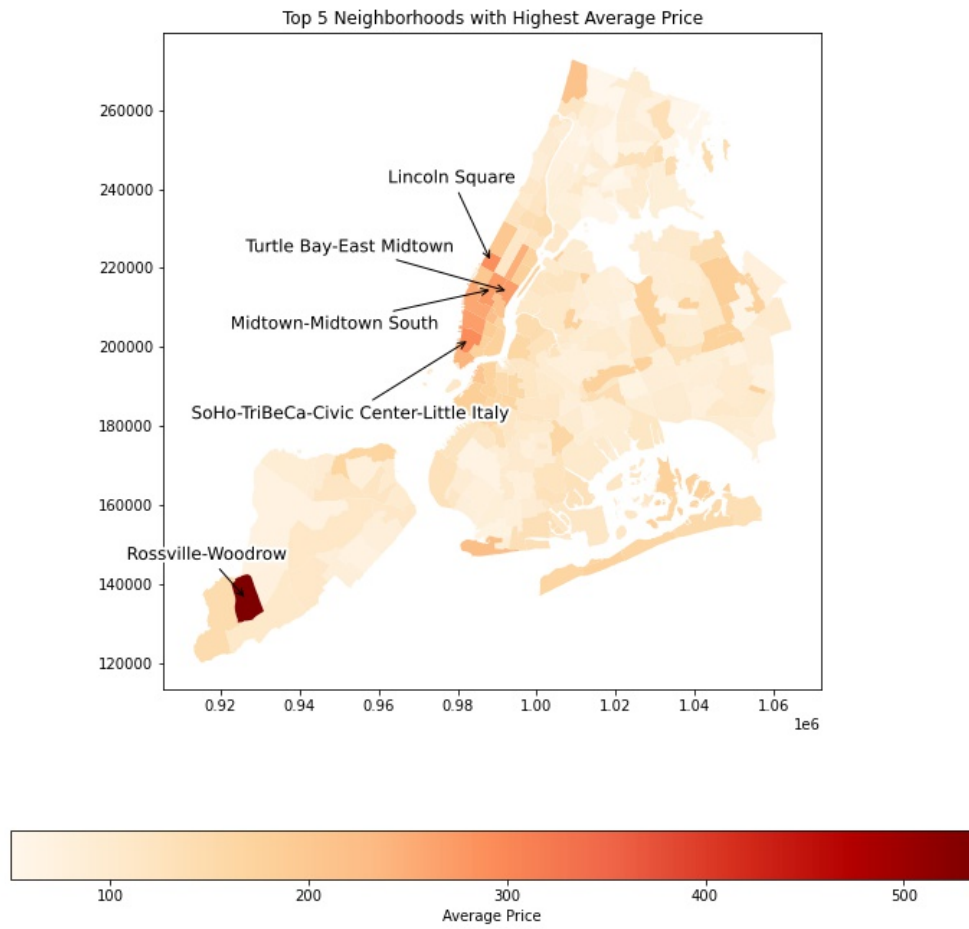 Top 5 Neighborhoods with Highest Average Price
260000
240000
220000
200000
180000
160000
140000
120000
Lincoln Square
Turtle Bay-East Midtown
Midtown-Midtown South
SoHo-TriBeCa-Civic Center-Little Italy
Rossville-Woodrow
0.92 0.94 0.96 0.98 1.00 1.02 1.04 1.06
1e6
100 200 300 400 500
Average Price